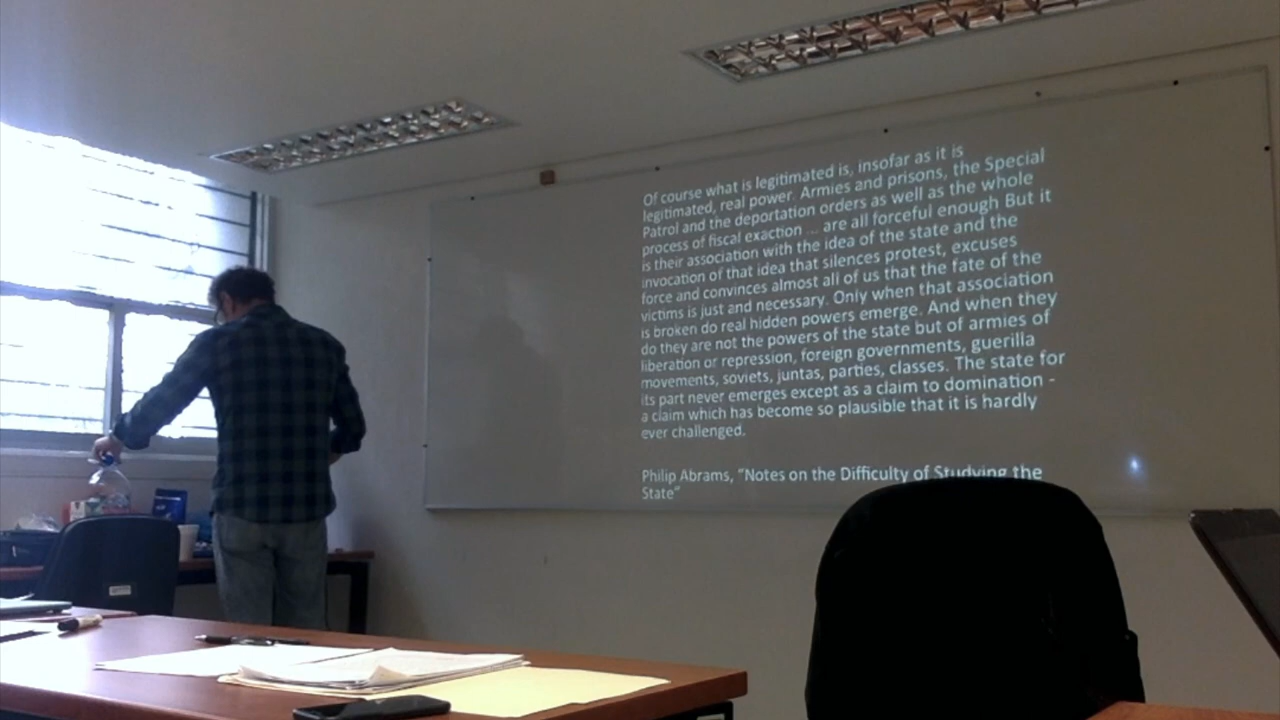 Of course what is legitimated is, insofar as it is
legitimated, real power. Armies and prisons, the Special
Patrol and the deportation orders as well as the whole
process of fiscal exaction ... are all forceful enough But it
is their association with the idea of the state and the
invocation of that idea that silences protest, excuses
force and convinces almost all of us that the fate of the
victims is just and necessary. Only when that association
is broken do real hidden powers emerge. And when they
do they are not the powers of the state but of armies of
liberation or repression, foreign governments, guerilla
movements, soviets, juntas, parties, classes. The state for
its part never emerges except as a claim to domination -
a claim which has become so plausible that it is hardly
ever challenged.
Philip Abrams, "Notes on the Difficulty of Studying the
State"